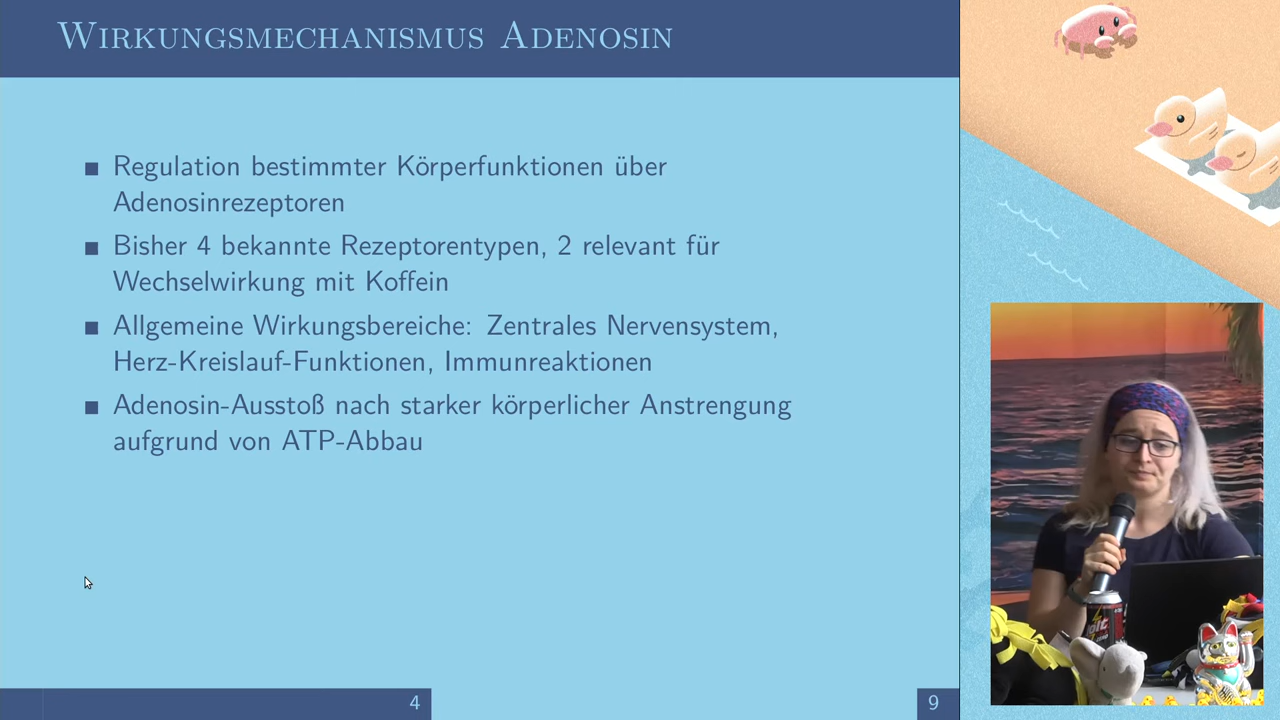 Wirkungsmechanismus Adenosin
■ Regulation bestimmter Körperfunktionen über
Adenosinrezeptoren
■ Bisher 4 bekannte Rezeptorentypen, 2 relevant für
Wechselwirkung mit Koffein
■ Allgemeine Wirkungsbereiche: Zentrales Nervensystem,
Herz-Kreislauf-Funktionen, Immunreaktionen
■ Adenosin-Ausstoß nach starker körperlicher Anstrengung
aufgrund von ATP-Abbau
4
9